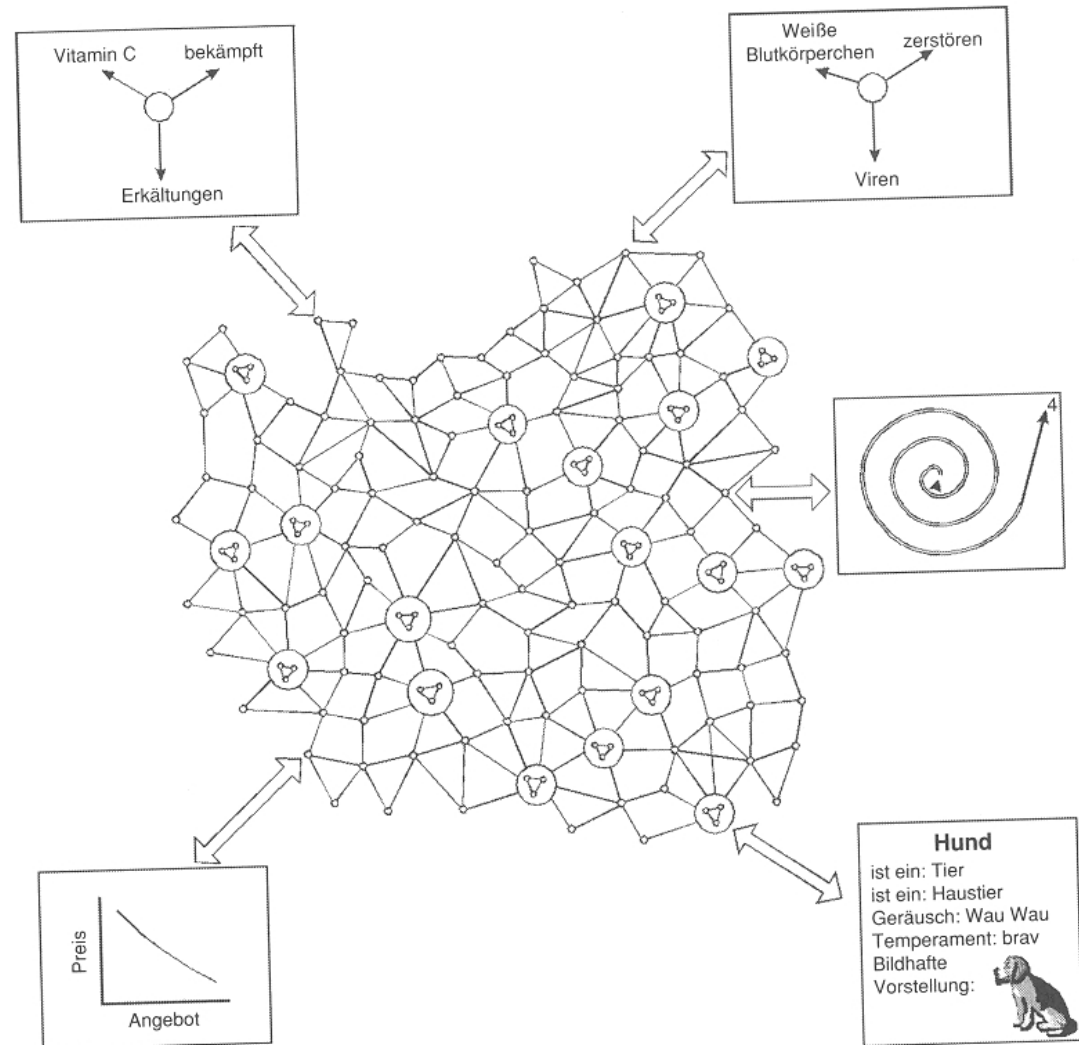 Vitamin C
bekämpft
Erkältungen
Weiße
Blutkörperchen
zerstören
Viren
4
Preis
Angebot
Hund
ist ein: Tier
ist ein: Haustier
Geräusch: Wau Wau
Temperament: brav
Bildhafte
Vorstellung: